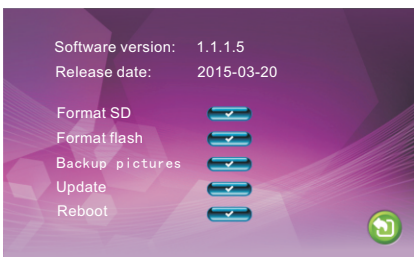 Software version: 1.1.1.5
Release date: 2015-03-20
Format SD
Format flash
Backup pictures
Update
Reboot